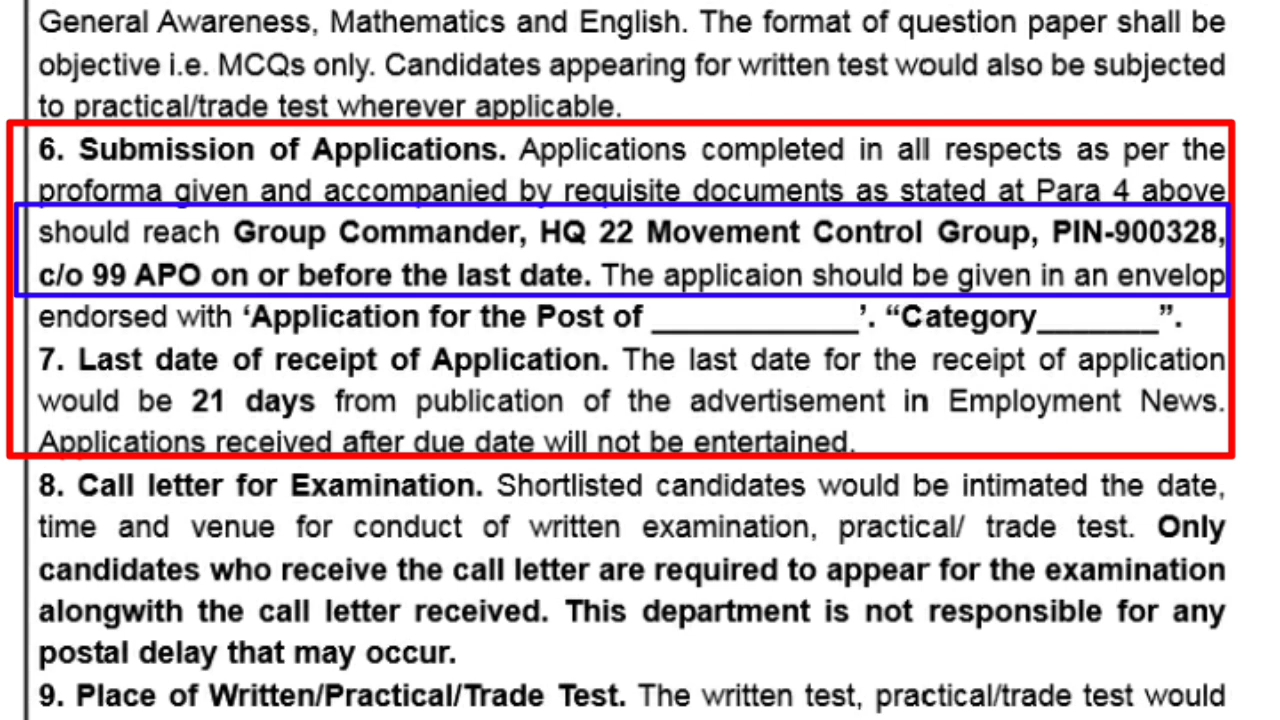 General Awareness, Mathematics and English. The format of question paper shall be
objective i.e. MCQs only. Candidates appearing for written test would also be subjected
to practical/trade test wherever applicable.
6. Submission of Applications. Applications completed in all respects as per the
proforma given and accompanied by requisite documents as stated at Para 4 above
should reach Group Commander, HQ 22 Movement Control Group, PIN-900328,
c/o 99 APO on or before the last date. The applicaion should be given in an envelop
endorsed with ‘Application for the Post of ____________’. “Category_______”.
7. Last date of receipt of Application. The last date for the receipt of application
would be 21 days from publication of the advertisement in Employment News.
Applications received after due date will not be entertained.
8. Call letter for Examination. Shortlisted candidates would be intimated the date,
time and venue for conduct of written examination, practical/ trade test. Only
candidates who receive the call letter are required to appear for the examination
alongwith the call letter received. This department is not responsible for any
postal delay that may occur.
9. Place of Written/Practical/Trade Test. The written test, practical/trade test would